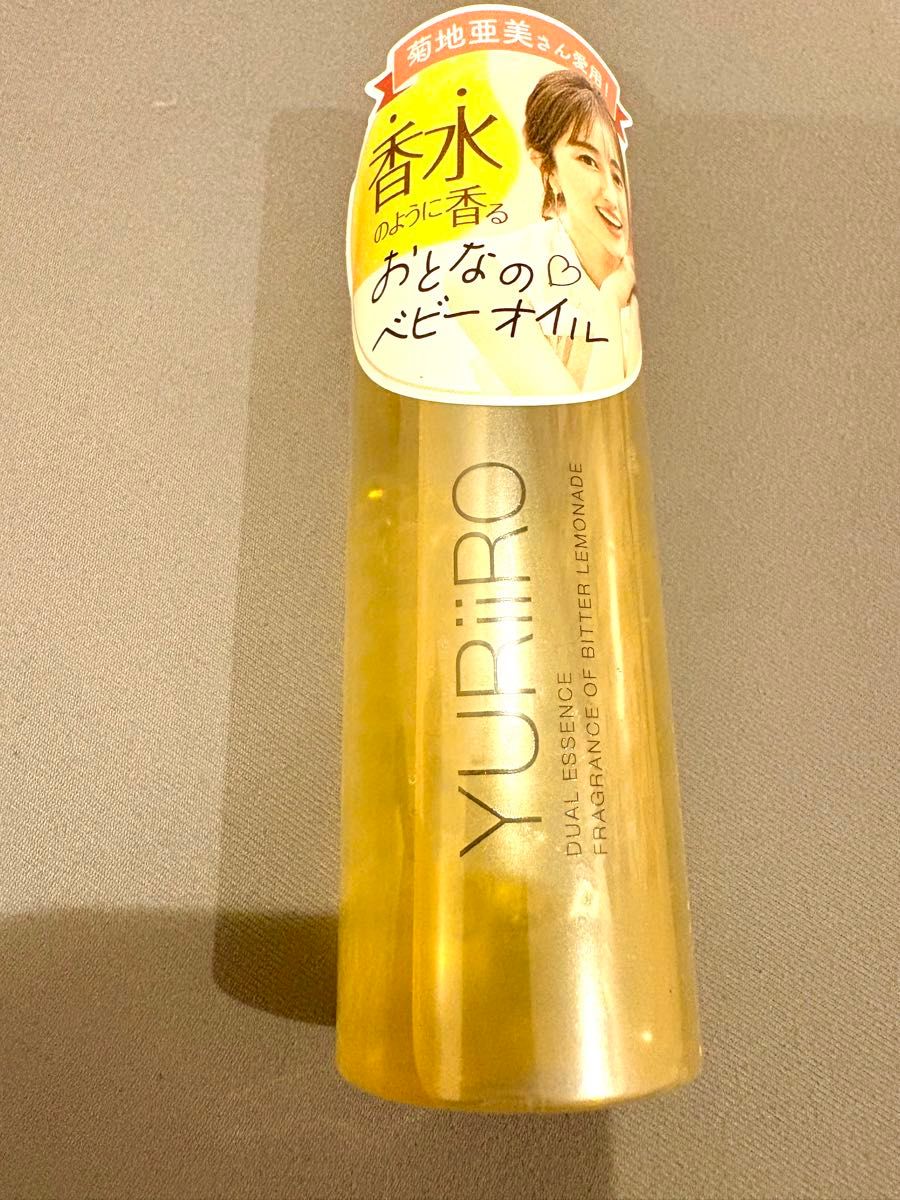 菊地亜美さん愛用!
香水
のように香る
おとなの♡
ベビーオイル
YURiiRO
DUAL ESSENCE
FRAGRANCE OF BITTER LEMONADE